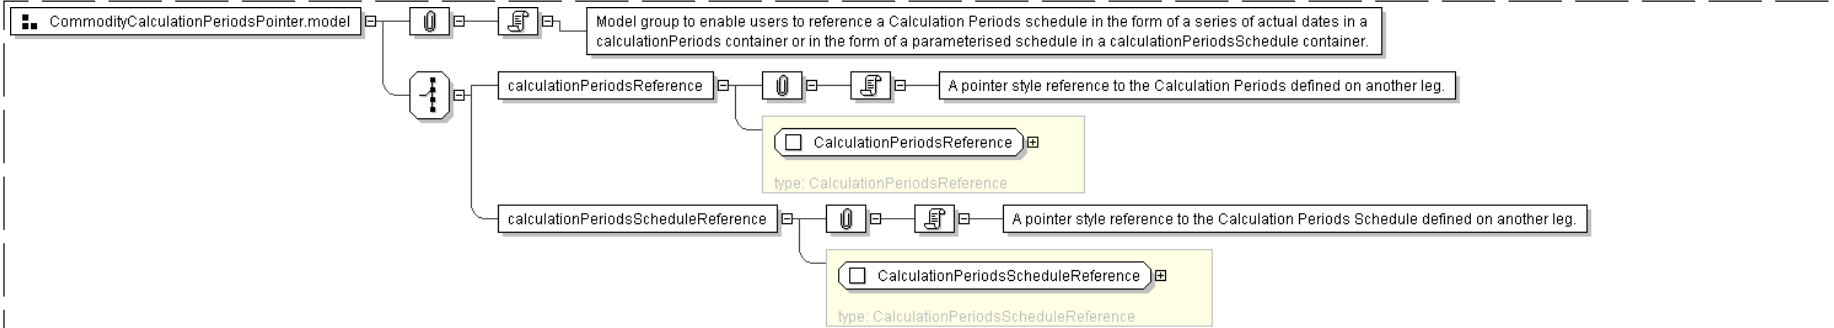 CommodityCalculationPeriodsPointer.model
Model group to enable users to reference a Calculation Periods schedule in the form of a series of actual dates in a
calculationPeriods container or in the form of a parameterised schedule in a calculationPeriodsSchedule container.
calculationPeriodsReference
A pointer style reference to the Calculation Periods defined on another leg.
CalculationPeriodsReference
type: CalculationPeriodsReference
calculationPeriodsScheduleReference
A pointer style reference to the Calculation Periods Schedule defined on another leg.
CalculationPeriodsScheduleReference
type: CalculationPeriodsScheduleReference